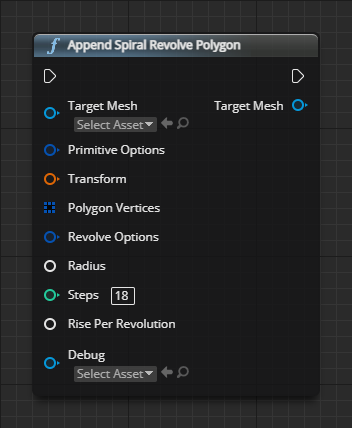 f Append Spiral Revolve Polygon
Target Mesh Target Mesh
Select Asset
Primitive Options
Transform
Polygon Vertices
Revolve Options
Radius
Steps 18
Rise Per Revolution
Debug
Select Asset